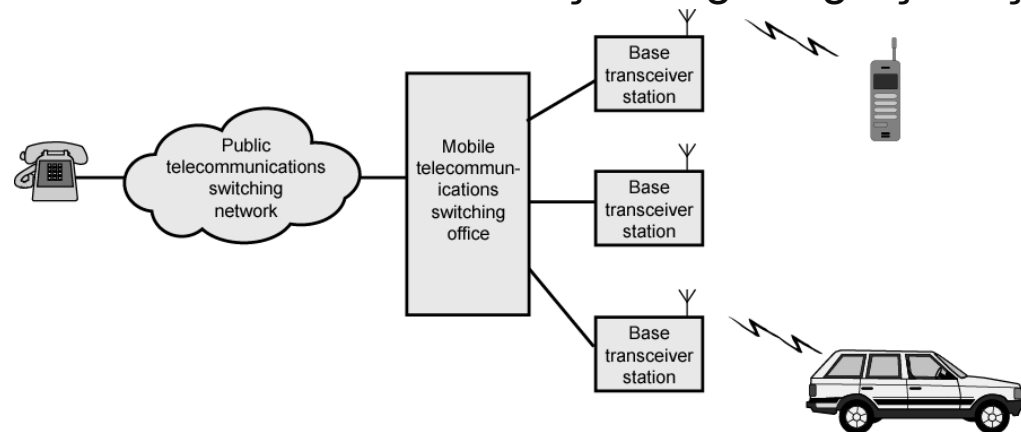 Base
transceiver
station
Public
telecommunications
switching
network
Mobile
telecommun-
ications
switching
office
Base
transceiver
station
Base
transceiver
station